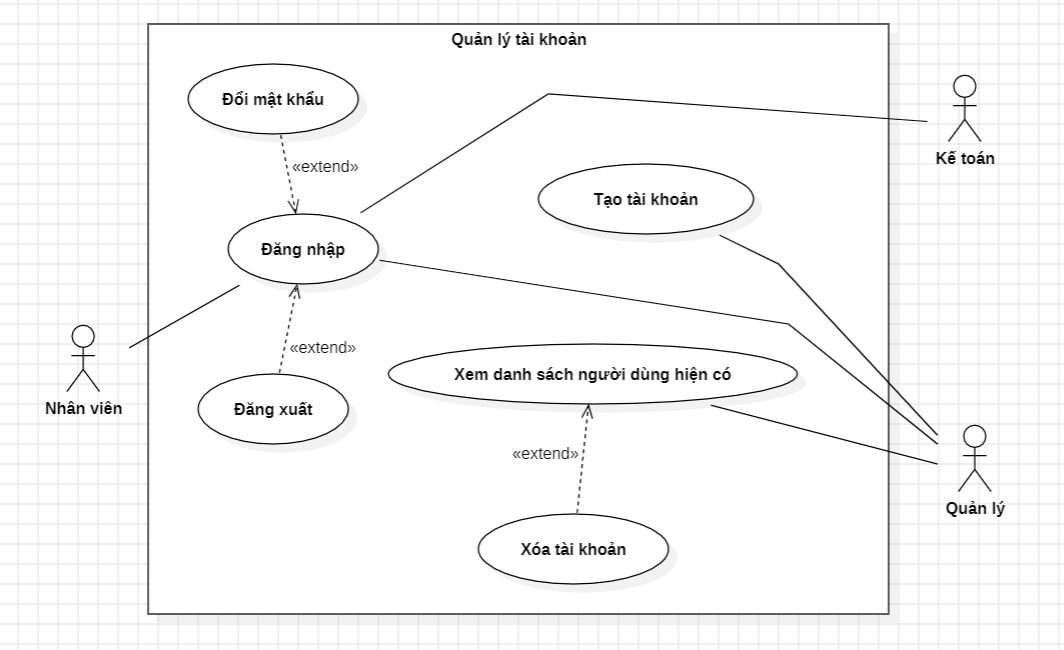 Quản lý tài khoản
Đổi mật khẩu
«extend»
Kế toán
Tạo tài khoản
Đăng nhập
«extend»
Xem danh sách người dùng hiện có
Nhân viên
Đăng xuất
«extend»
Quản lý
Xóa tài khoản